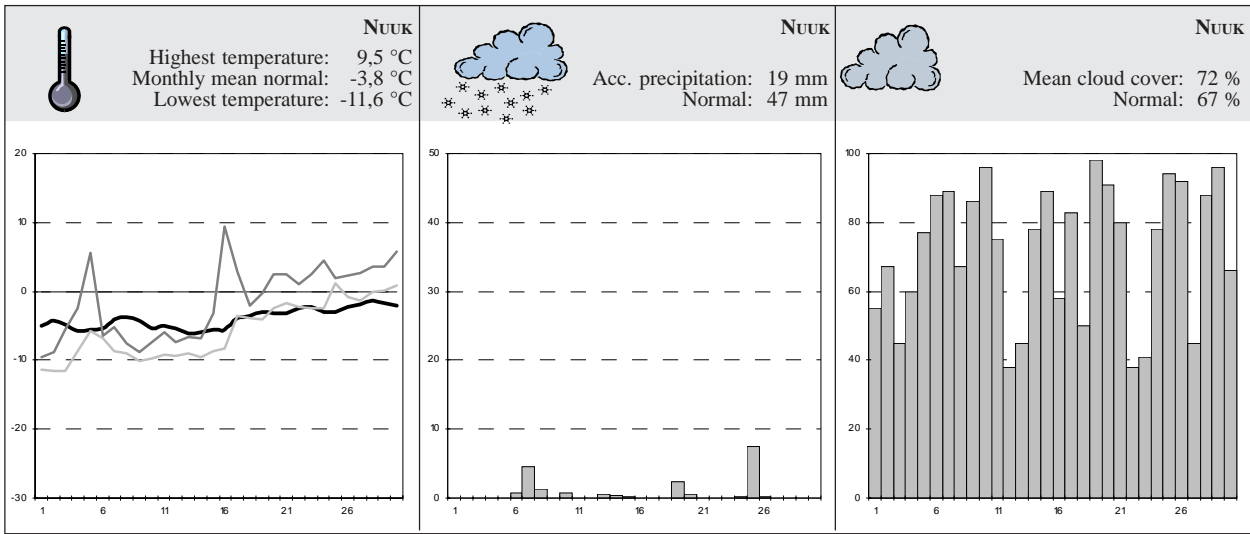 NUUK
Highest temperature: 9,5 °C
Monthly mean normal: -3,8 °C
Lowest temperature: -11,6 °C
20
10
0
-10
-20
-30
1 6 11 16 21 26
NUUK
Acc. precipitation: 19 mm
Normal: 47 mm
50
40
30
20
10
0
1 6 11 16 21 26
NUUK
Mean cloud cover: 72 %
Normal: 67 %
100
80
60
40
20
0
1 6 11 16 21 26